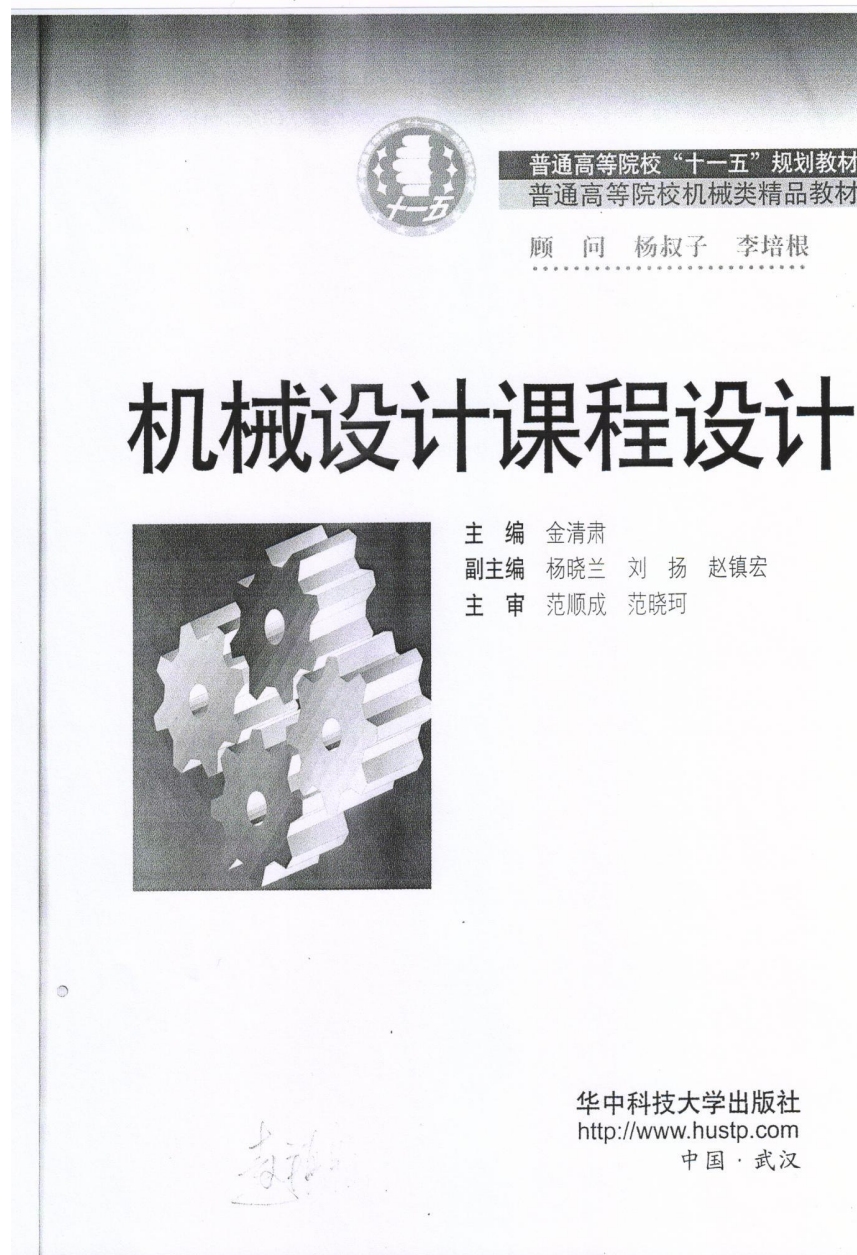 十一五
普通高等院校“十一五”规划教材
普通高等院校机械类精品教材
顾 问 杨叔子 李培根
机械设计课程设计
主 编 金清肃
副主编 杨晓兰 刘 扬 赵镇宏
主 审 范顺成 范晓珂
华中科技大学出版社
http://www.hustp.com
中国·武汉